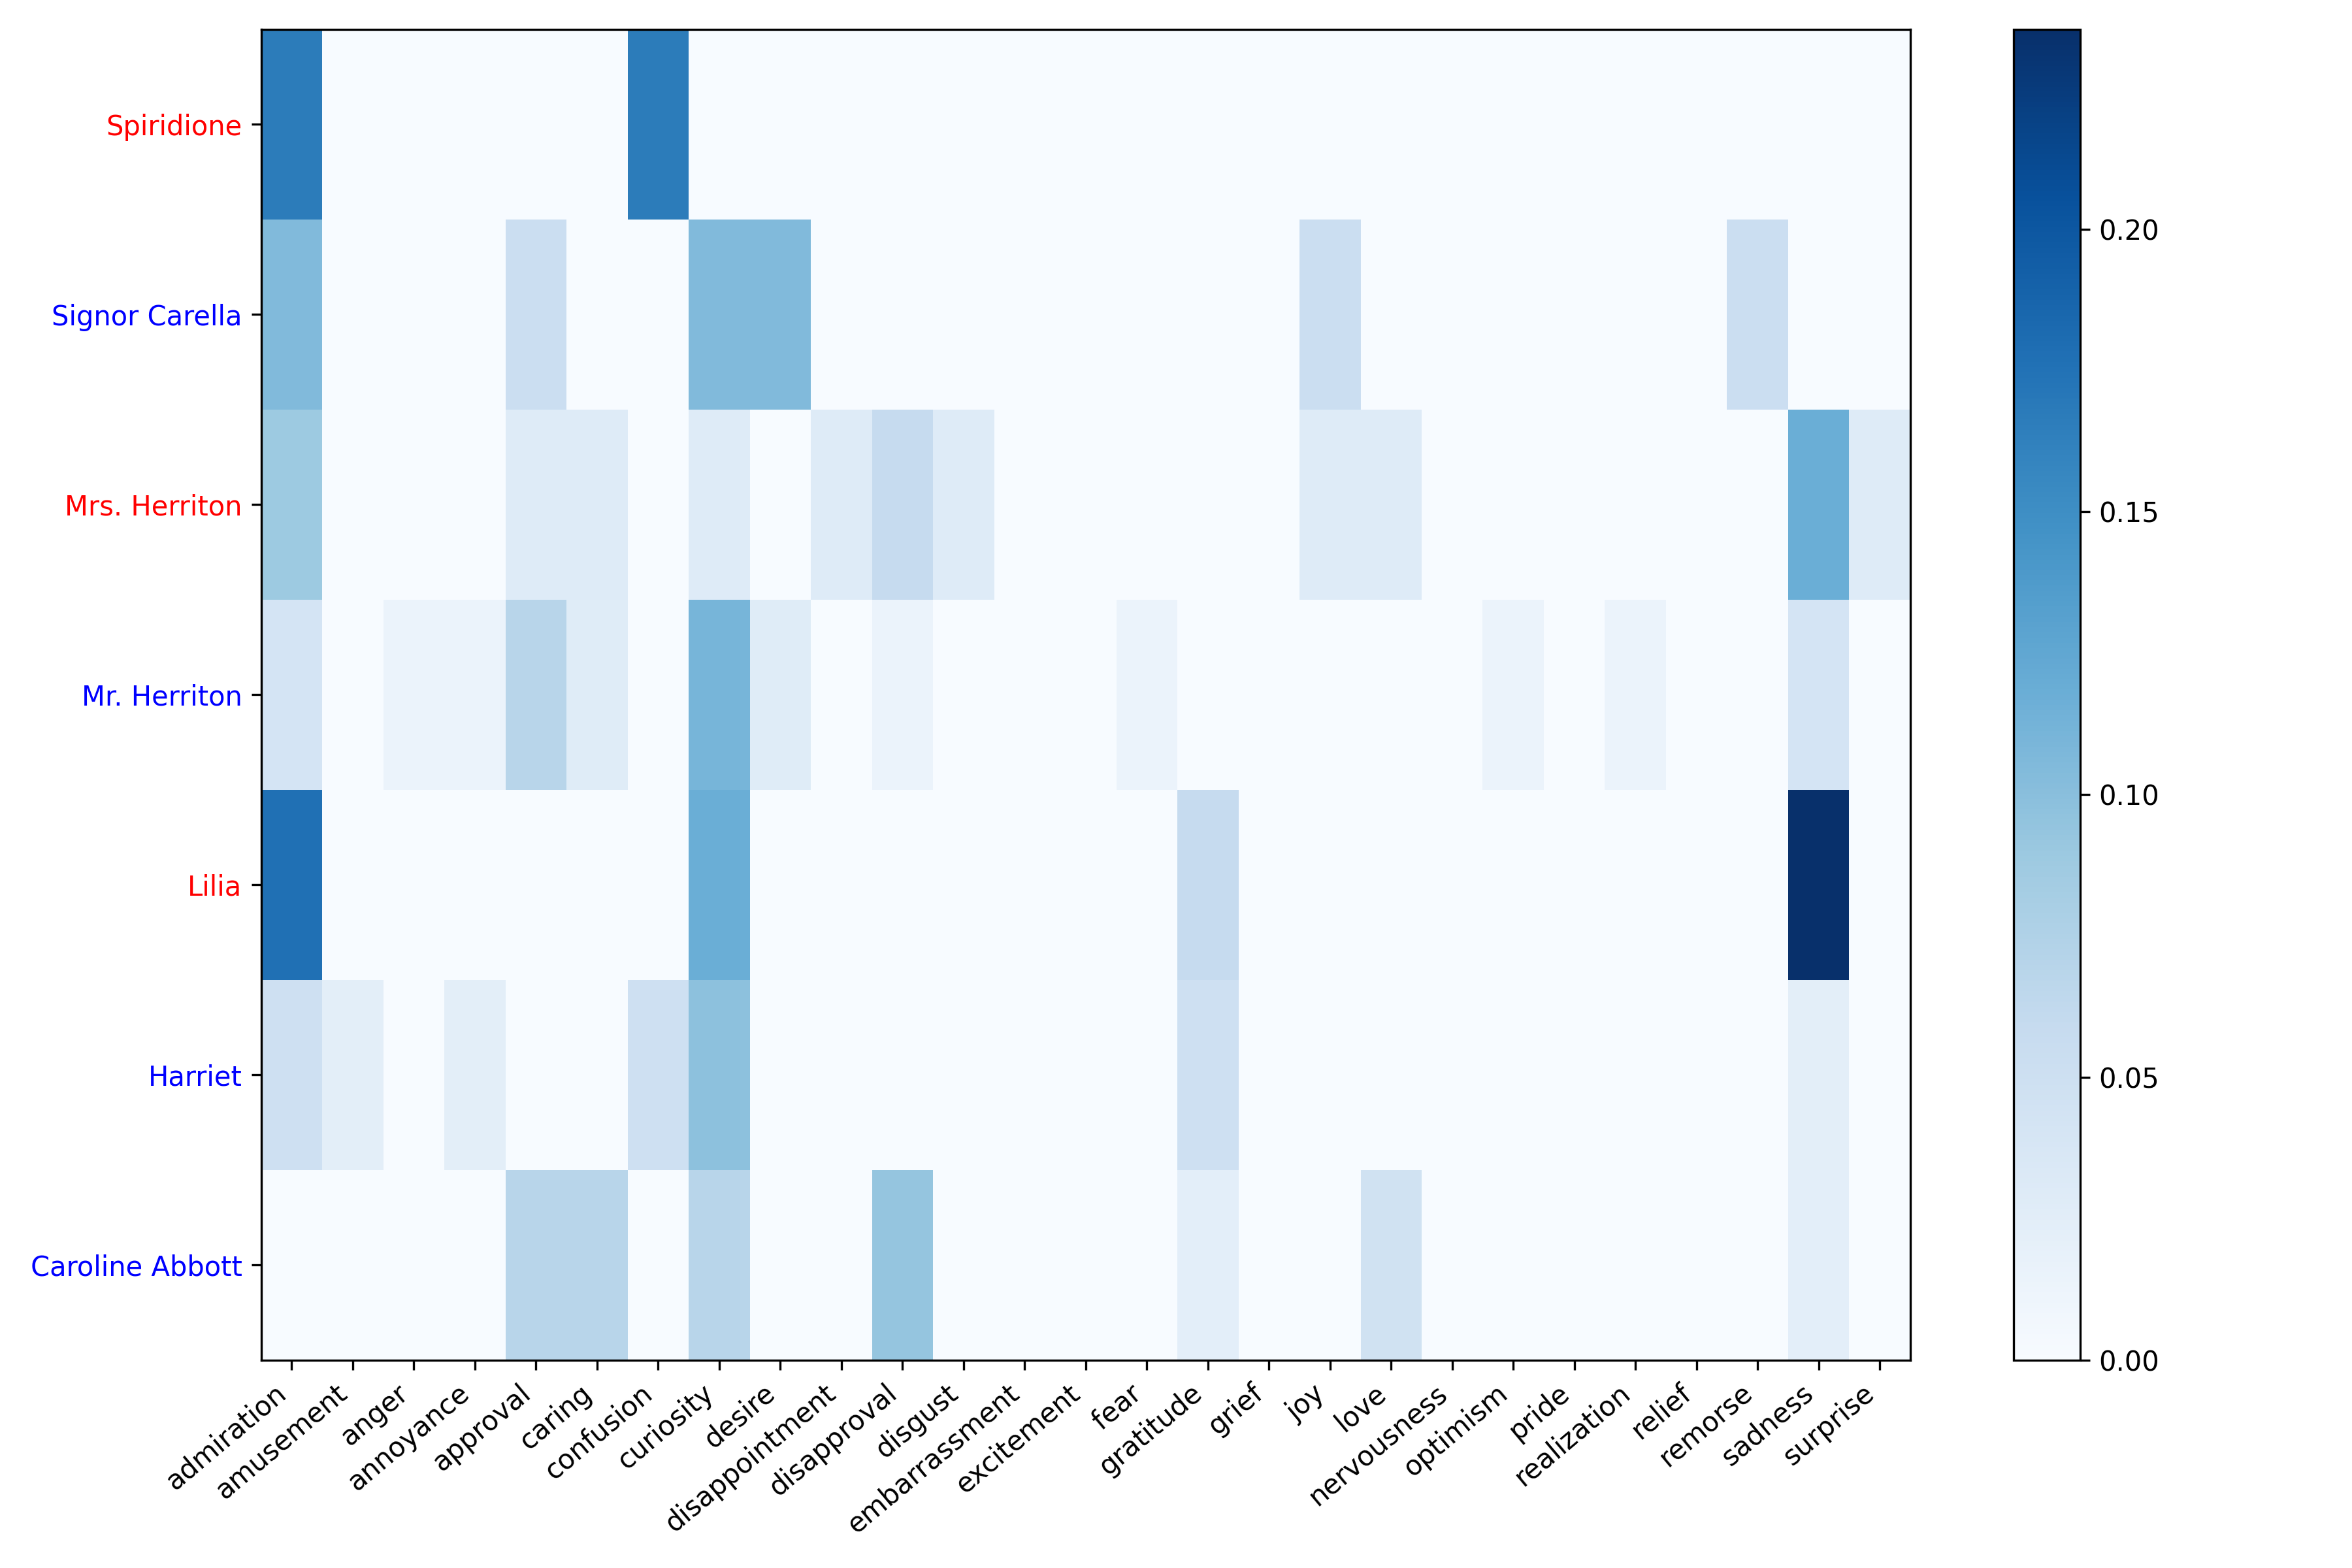 Spiridione
Signor Carella
Mrs. Herriton
Mr. Herriton
Lilia
Harriet
Caroline Abbott
admiration
amusement
anger
annoyance
approval
caring
confusion
curiosity
desire
disappointment
disapproval
disgust
embarrassment
excitement
fear
gratitude
grief
joy
love
nervousness
optimism
pride
realization
relief
remorse
sadness
surprise
0.20
0.15
0.10
0.05
0.00